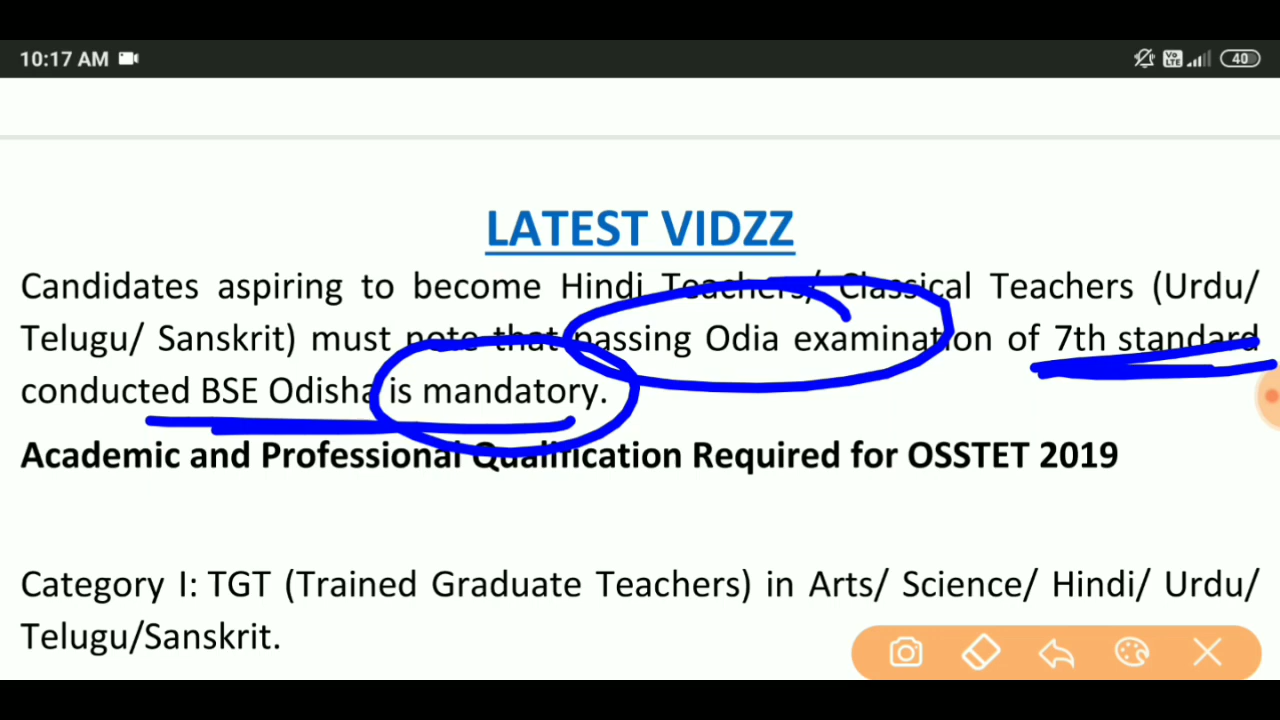 10:17 AM
Vo LTE
40
LATEST VIDZZ
Candidates aspiring to become Hindi Teachers/ Classical Teachers (Urdu/
Telugu/ Sanskrit) must note that passing Odia examination of 7th standard
conducted BSE Odisha is mandatory.
Academic and Professional Qualification Required for OSSTET 2019
Category I: TGT (Trained Graduate Teachers) in Arts/ Science/ Hindi/ Urdu/
Telugu/Sanskrit.